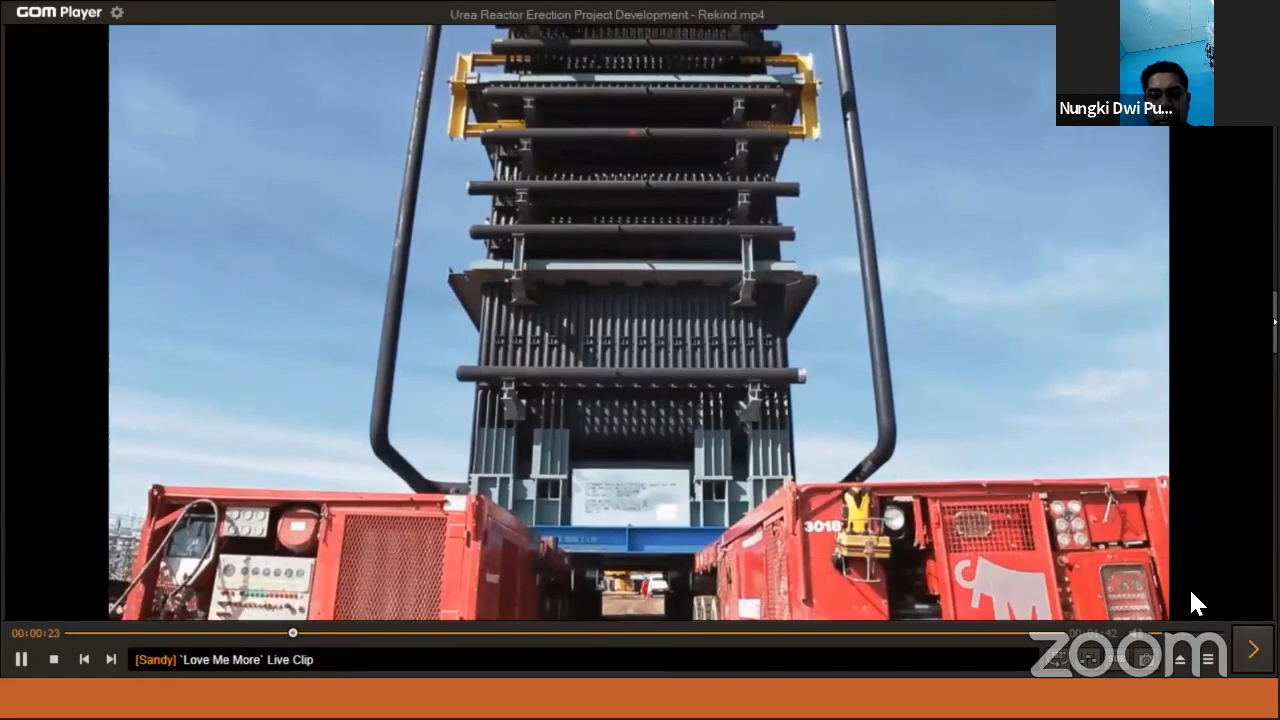 GOM Player
Urea Reactor Erection Project Development - Rekind.mp4
Nungki Dwi Pu...
3018
00:00:23
[Sandy] `Love Me More` Live Clip
zoom